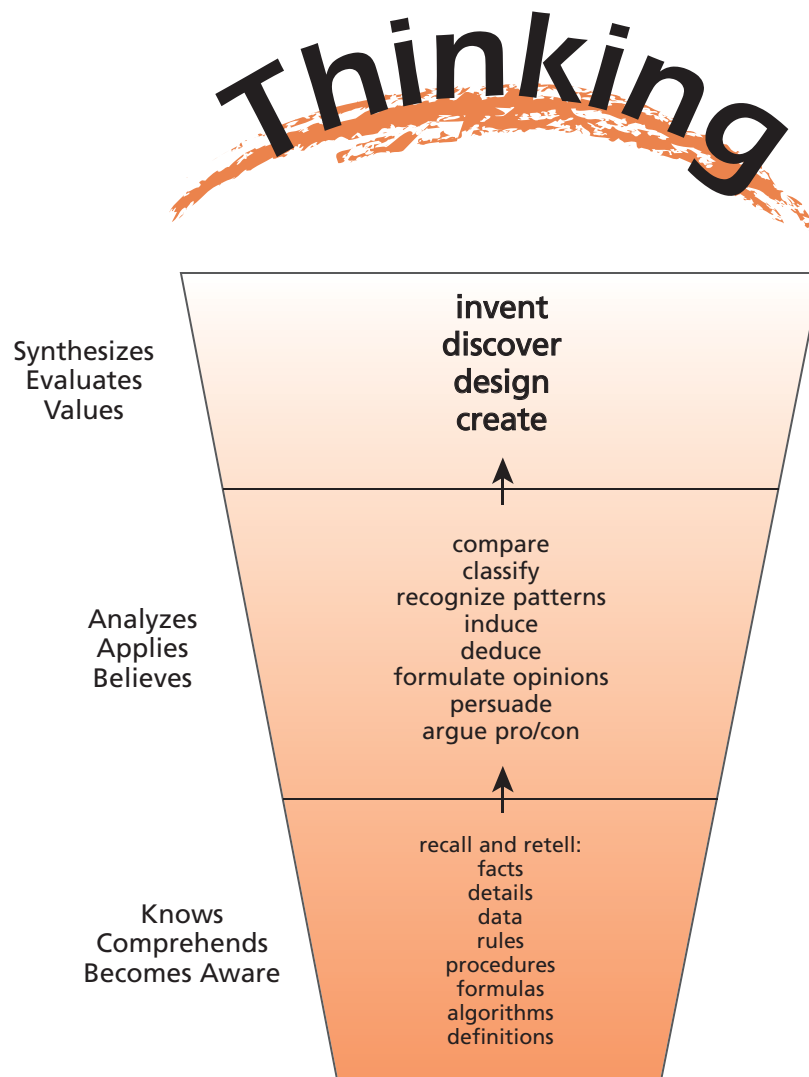 Thinking
Synthesizes
Evaluates
Values
invent
discover
design
create
Analyzes
Applies
Believes
compare
classify
recognize patterns
induce
deduce
formulate opinions
persuade
argue pro/con
Knows
Comprehends
Becomes Aware
recall and retell:
facts
details
data
rules
procedures
formulas
algorithms
definitions